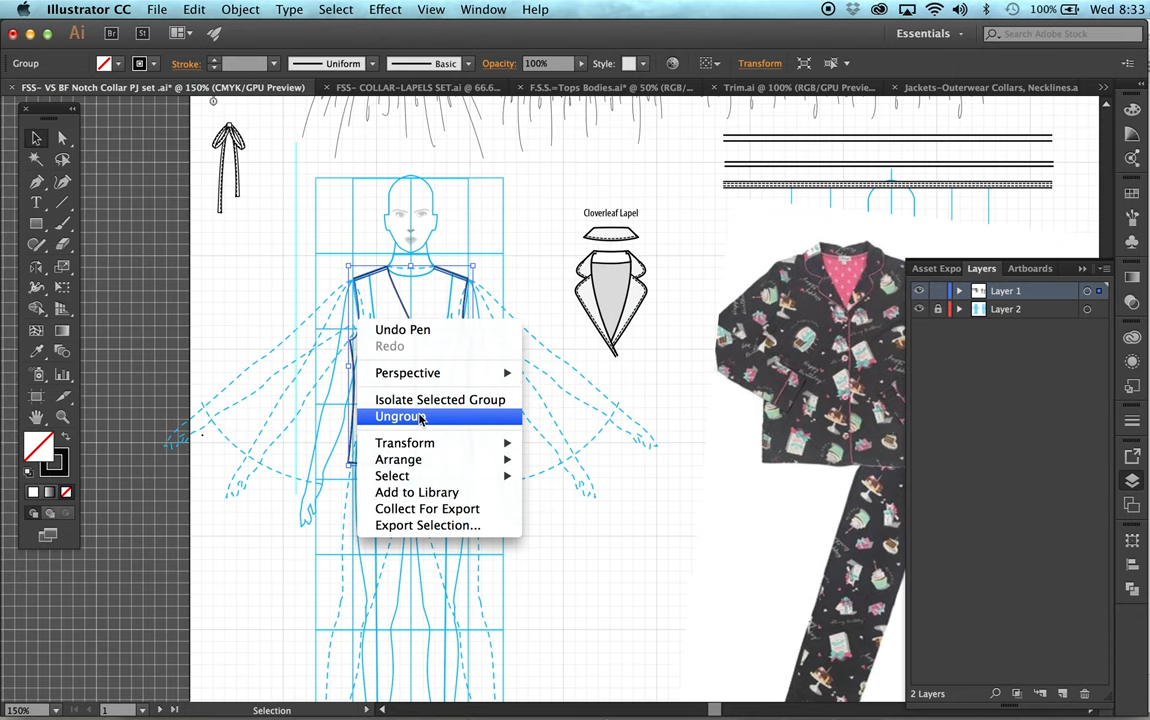 Illustrator CC File Edit Object Type Select Effect View Window Help 100% Wed 8:33
Ai Br St Essentials Search Adobe Stock
Group Stroke: Uniform Basic Opacity: 100% Style: Transform
FSS- VS BF Notch Collar PJ set .ai* @ 150% (CMYK/GPU Preview) FSS- COLLAR-LAPELS SET.ai @ 66.6... F.S.S.=Tops Bodies.ai* @ 50% (RGB/... Trim.ai @ 100% (RGB/GPU Preview... Jackets-Outerwear Collars, Necklines.a
Cloverleaf Lapel
Asset Expo Layers Artboards
Layer 1
Layer 2
Undo Pen
Redo
Perspective
Isolate Selected Group
Ungroup
Transform
Arrange
Select
Add to Library
Collect For Export
Export Selection...
2 Layers
150% 1 Selection